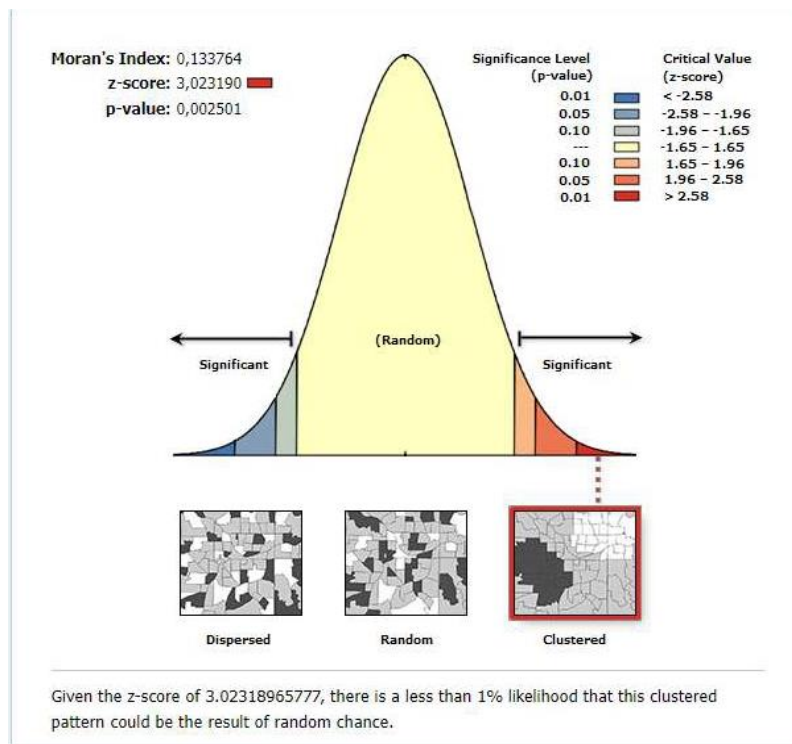 Moran's Index: 0,133764
z-score: 3,023190
p-value: 0,002501
Significance Level
(p-value)
Critical Value
(z-score)
0.01 < -2.58
0.05 -2.58 – -1.96
0.10 -1.96 – -1.65
--- -1.65 – 1.65
0.10 1.65 – 1.96
0.05 1.96 – 2.58
0.01 > 2.58
(Random)
Significant
Significant
Dispersed
Random
Clustered
Given the z-score of 3.02318965777, there is a less than 1% likelihood that this clustered
pattern could be the result of random chance.